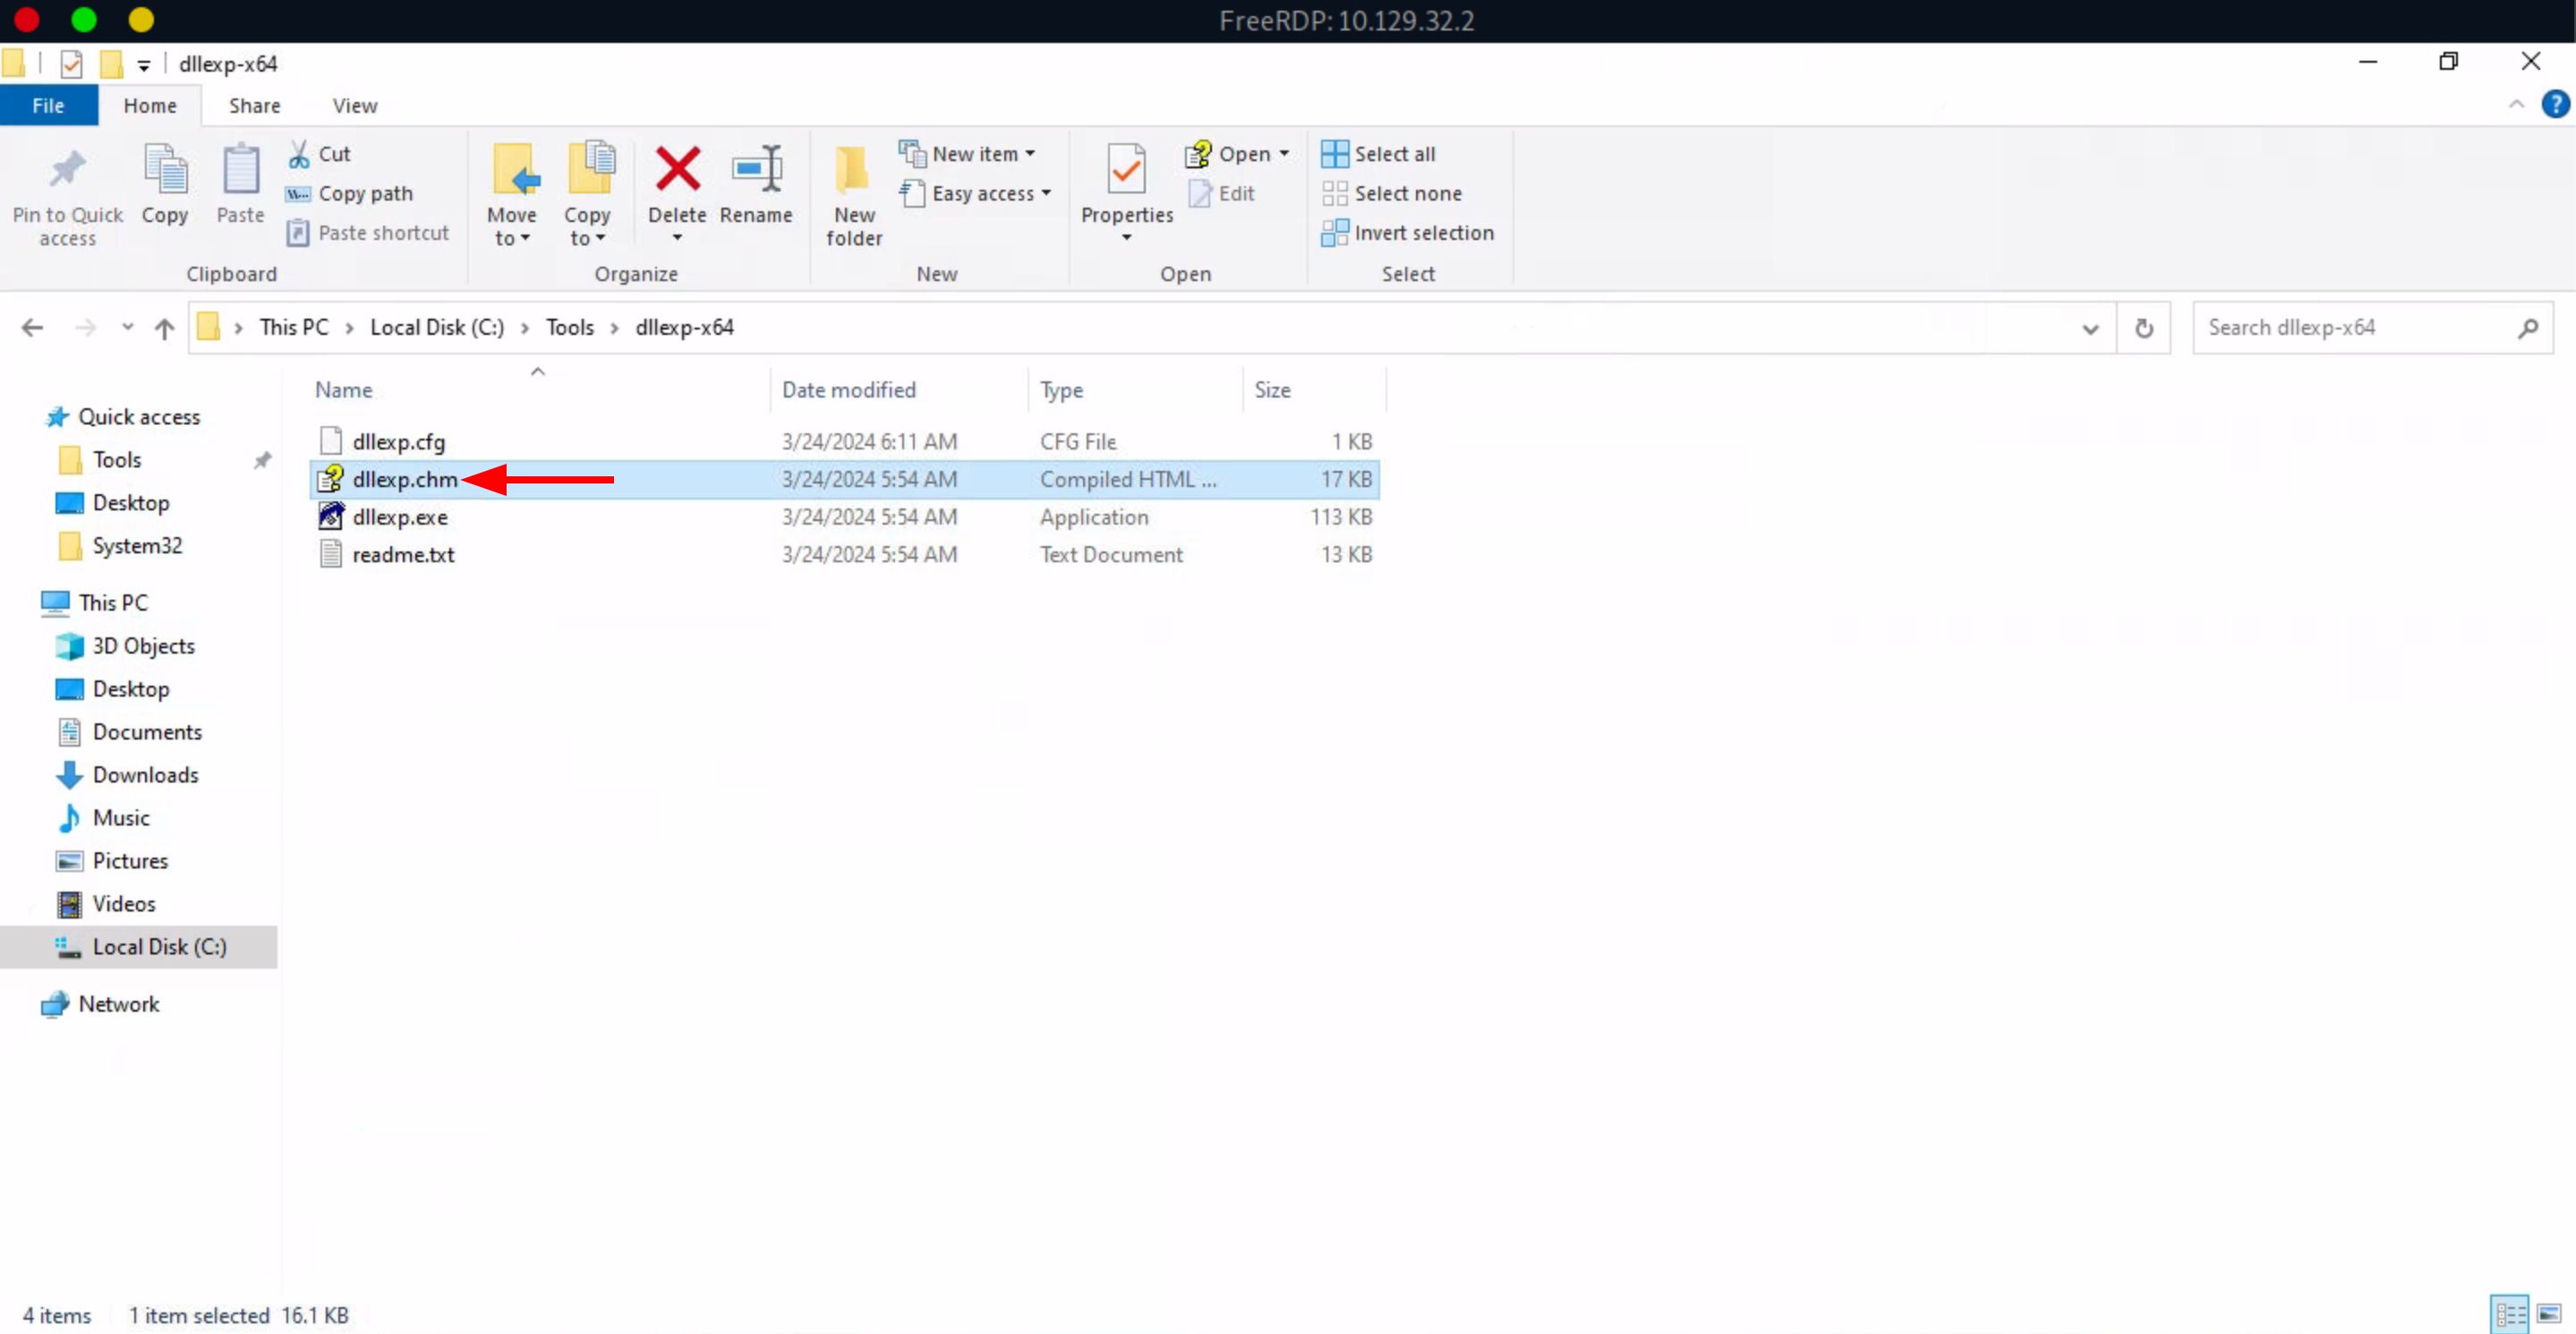 FreeRDP: 10.129.32.2
dllexp-x64
File Home Share View
Pin to Quick access
Copy
Paste
Cut
Copy path
Paste shortcut
Clipboard
Move to
Copy to
Delete
Rename
Organize
New folder
New item
Easy access
New
Properties
Open
Edit
Open
Select all
Select none
Invert selection
Select
This PC › Local Disk (C:) › Tools › dllexp-x64
Search dllexp-x64
Name Date modified Type Size
dllexp.cfg 3/24/2024 6:11 AM CFG File 1 KB
dllexp.chm 3/24/2024 5:54 AM Compiled HTML ... 17 KB
dllexp.exe 3/24/2024 5:54 AM Application 113 KB
readme.txt 3/24/2024 5:54 AM Text Document 13 KB
Quick access
Tools
Desktop
System32
This PC
3D Objects
Desktop
Documents
Downloads
Music
Pictures
Videos
Local Disk (C:)
Network
4 items 1 item selected 16.1 KB